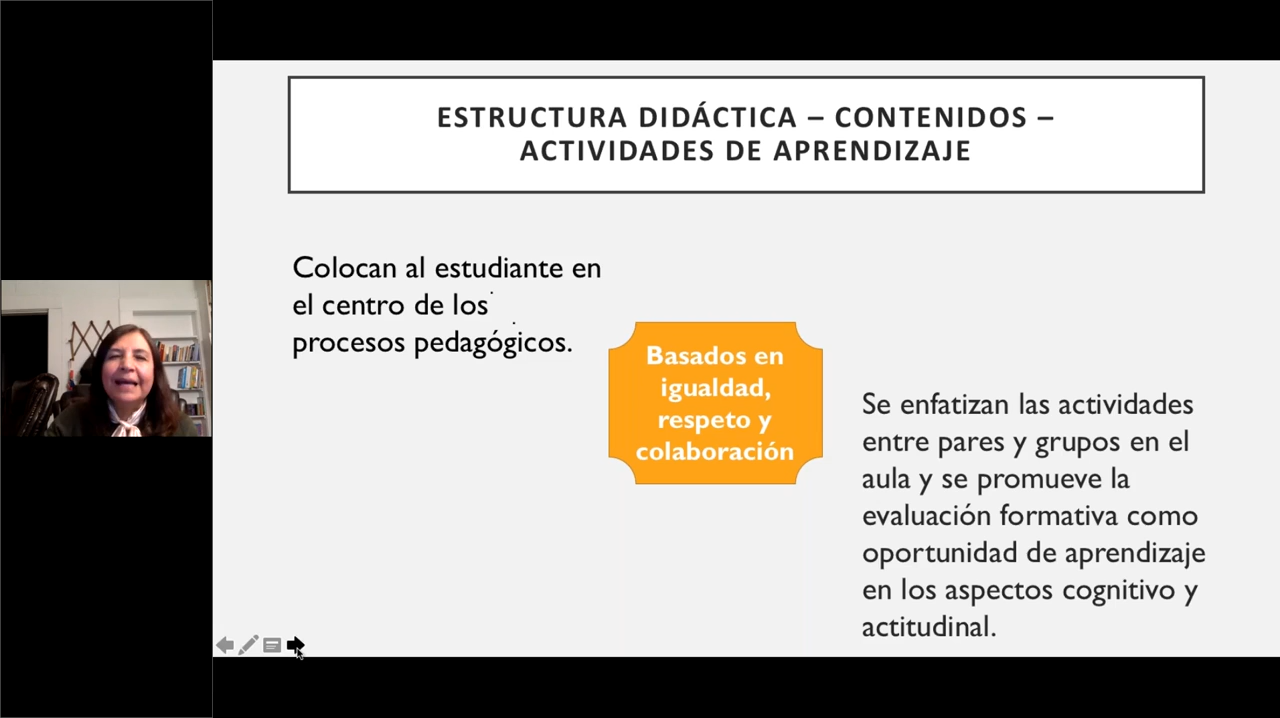 ESTRUCTURA DIDÁCTICA – CONTENIDOS –
ACTIVIDADES DE APRENDIZAJE
Colocan al estudiante en
el centro de los
procesos pedagógicos.
Basados en
igualdad,
respeto y
colaboración
Se enfatizan las actividades
entre pares y grupos en el
aula y se promueve la
evaluación formativa como
oportunidad de aprendizaje
en los aspectos cognitivo y
actitudinal.